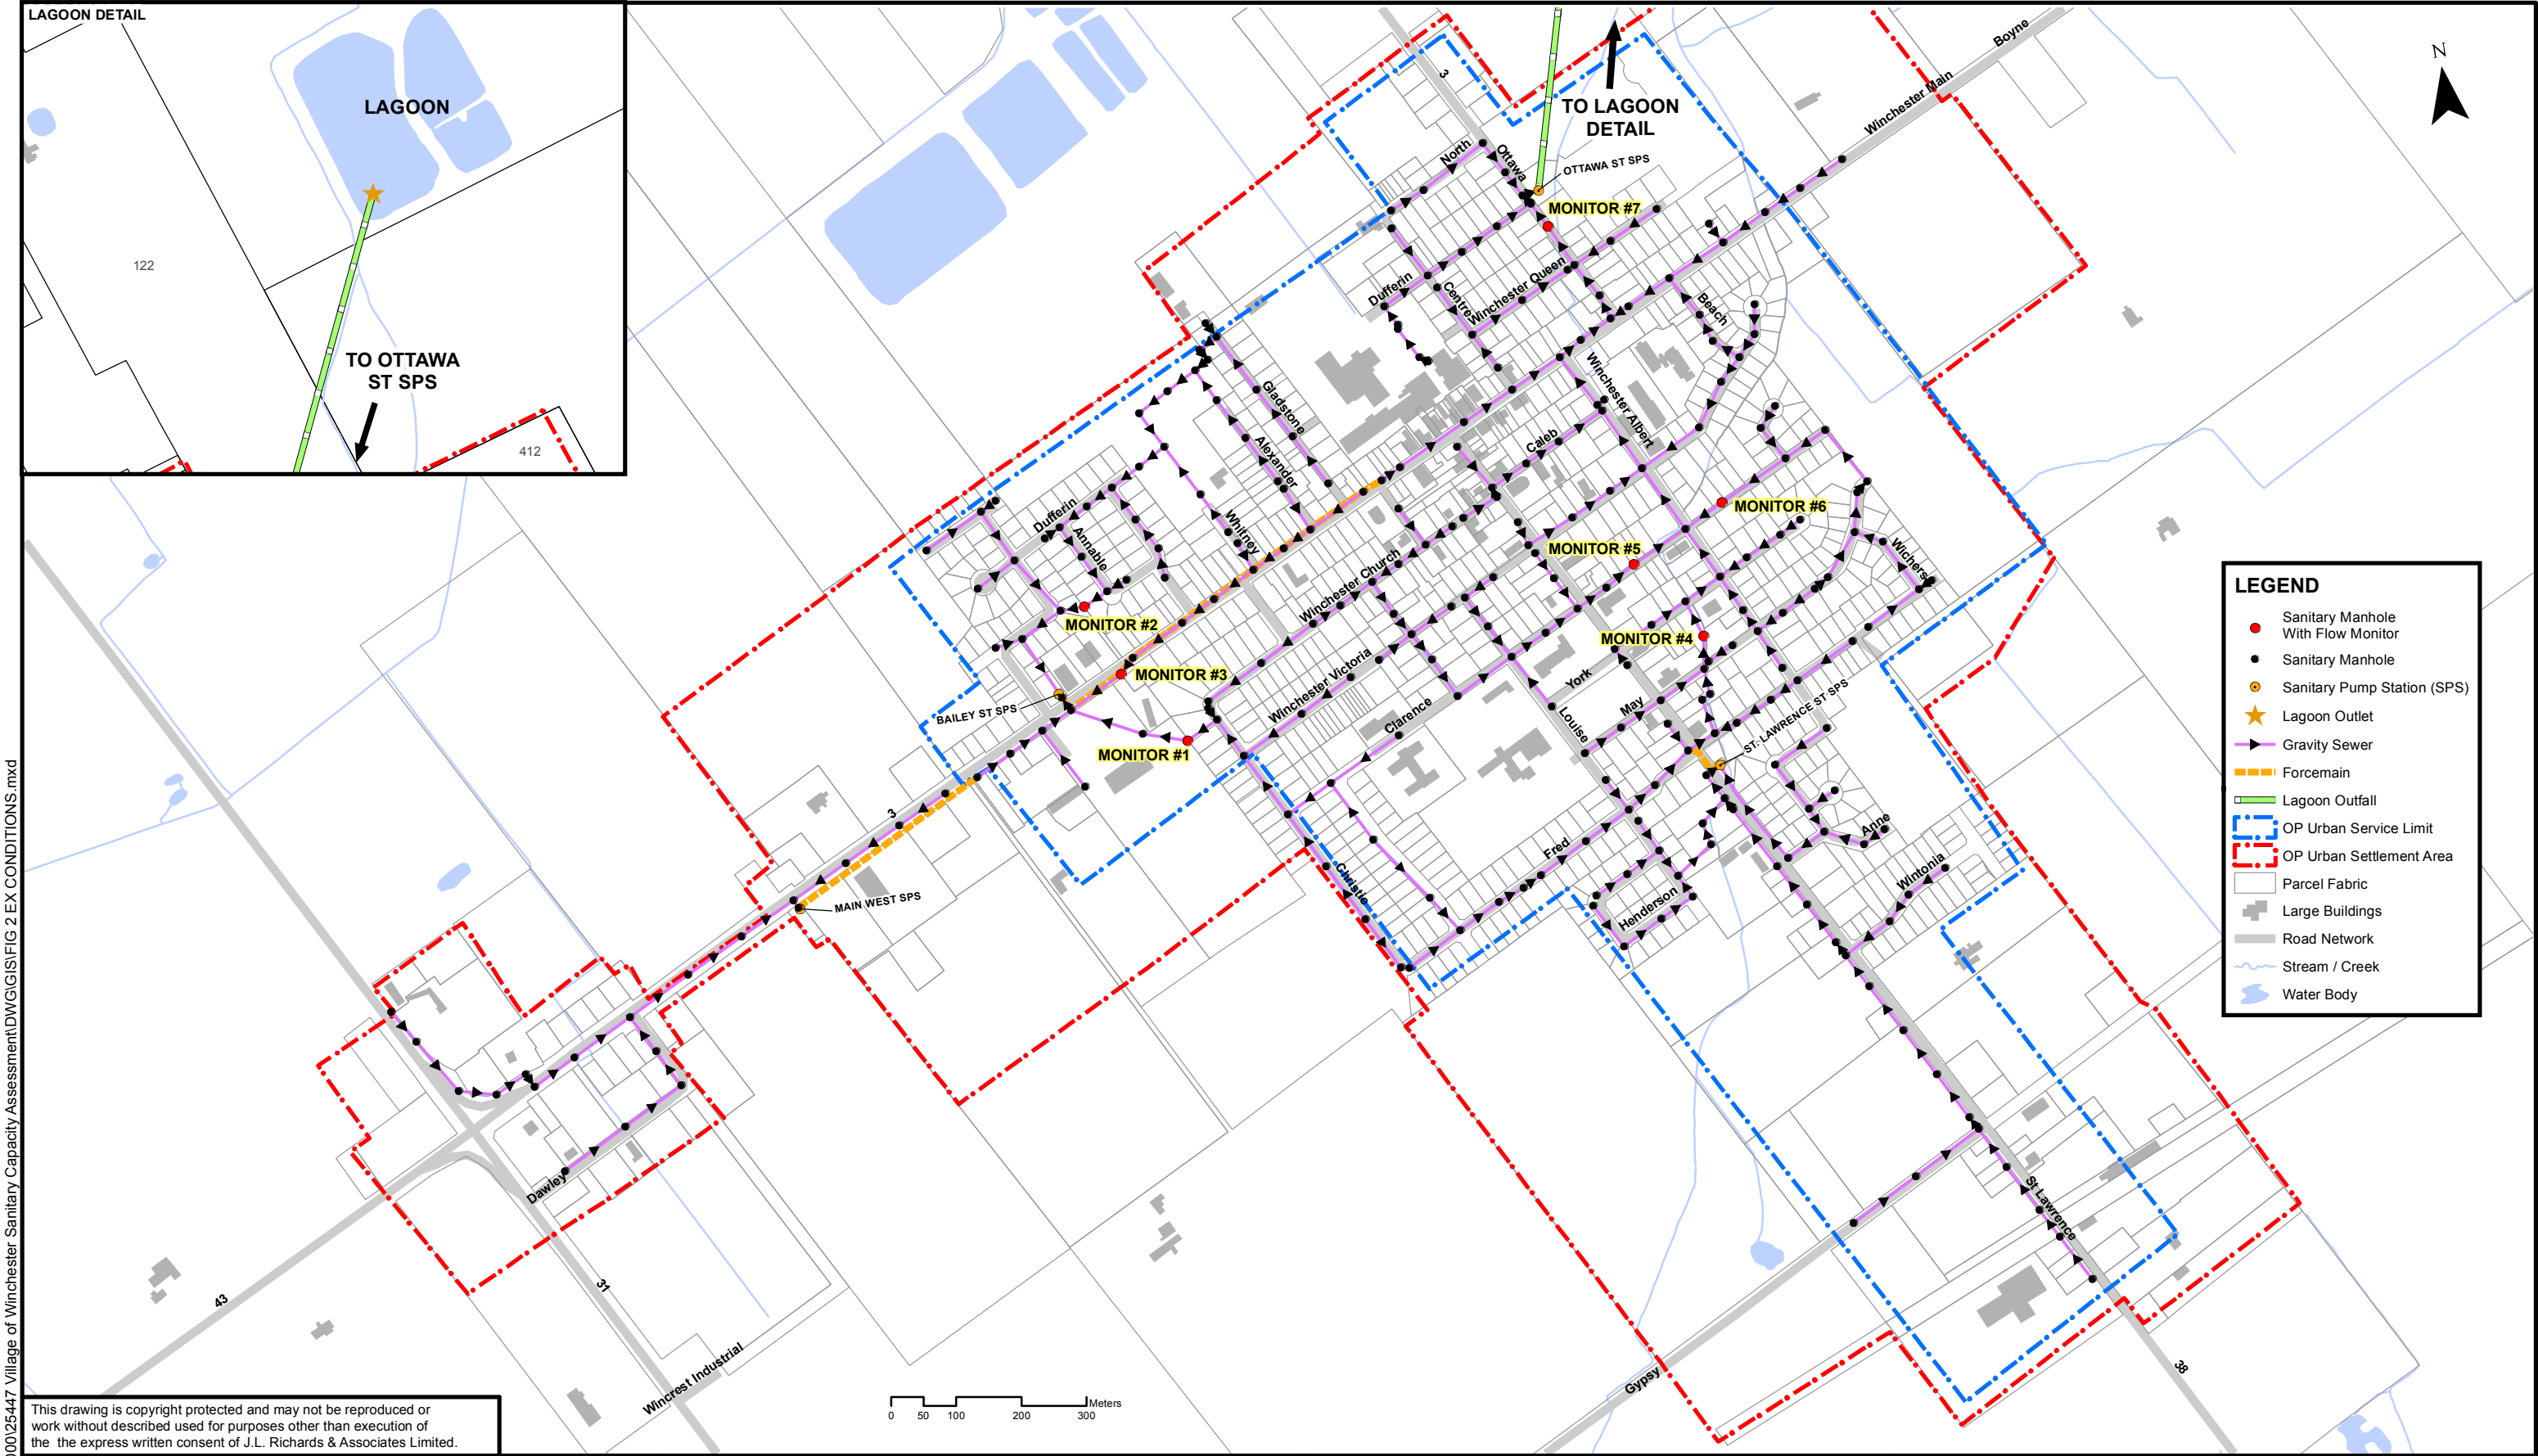 LAGOON DETAIL
LAGOON
122
TO OTTAWA
ST SPS
412
N
3
Boyne
Winchester Main
TO LAGOON
DETAIL
North
Ottawa
OTTAWA ST SPS
MONITOR #7
Dufferin
Centre
Winchester Queen
Beach
Winchester Albert
Gladstone
Alexander
Caleb
Whitney
Dufferin
Annable
MONITOR #6
MONITOR #5
Wichers
Winchester Church
MONITOR #2
MONITOR #4
MONITOR #3
Winchester Victoria
York
BAILEY ST SPS
May
Louise
Clarence
ST. LAWRENCE ST SPS
MONITOR #1
3
Anne
Fred
Wintonia
Christie
Henderson
MAIN WEST SPS
Dawley
St Lawrence
43
31
Wincrest Industrial
Gypsy
38
LEGEND
Sanitary Manhole
With Flow Monitor
Sanitary Manhole
Sanitary Pump Station (SPS)
Lagoon Outlet
Gravity Sewer
Forcemain
Lagoon Outfall
OP Urban Service Limit
OP Urban Settlement Area
Parcel Fabric
Large Buildings
Road Network
Stream / Creek
Water Body
Meters
0 50 100 200 300
This drawing is copyright protected and may not be reproduced or
work without described used for purposes other than execution of
the the express written consent of J.L. Richards & Associates Limited.
000\25447 Village of Winchester Sanitary Capacity Assessment\DWG\GIS\FIG 2 EX CONDITIONS.mxd